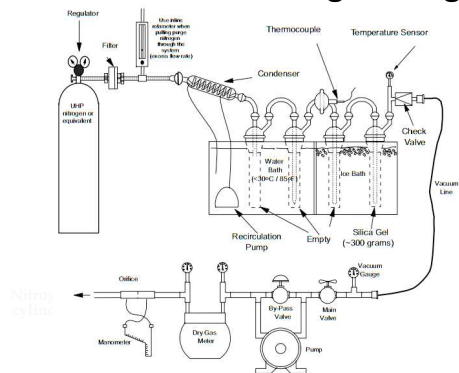 Regulator
Filter
Use inline
rotameter when
pulling purge
nitrogen
through the
system
(excess flow rate)
Thermocouple
Temperature Sensor
Condenser
UHP
nitrogen or
equivalent
Check
Valve
Water
Bath
(<30°C / 85°F)
Ice Bath
Vacuum
Line
Recirculation
Pump
Empty
Silica Gel
(~300 grams)
Orifice
Vacuum
Gauge
By-Pass
Valve
Main
Valve
Manometer
Dry Gas
Meter
Pump